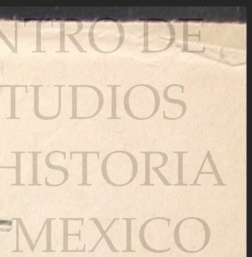 NTRO DE
TUDIOS
HISTORIA
MEXICO